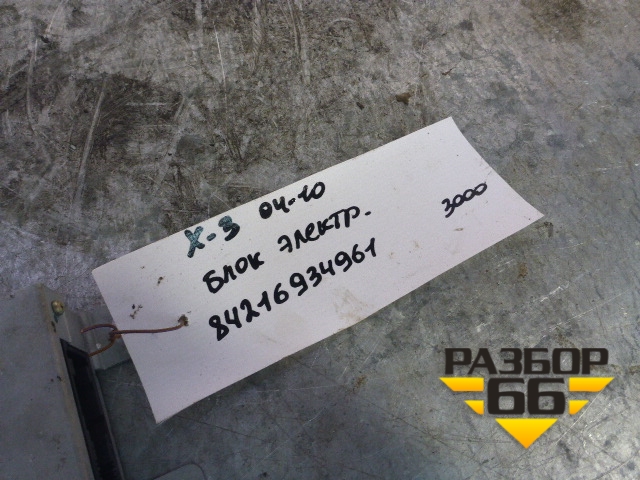 X-3 04-10
Блок электр.
84216934961
3000
РАЗБОР
66